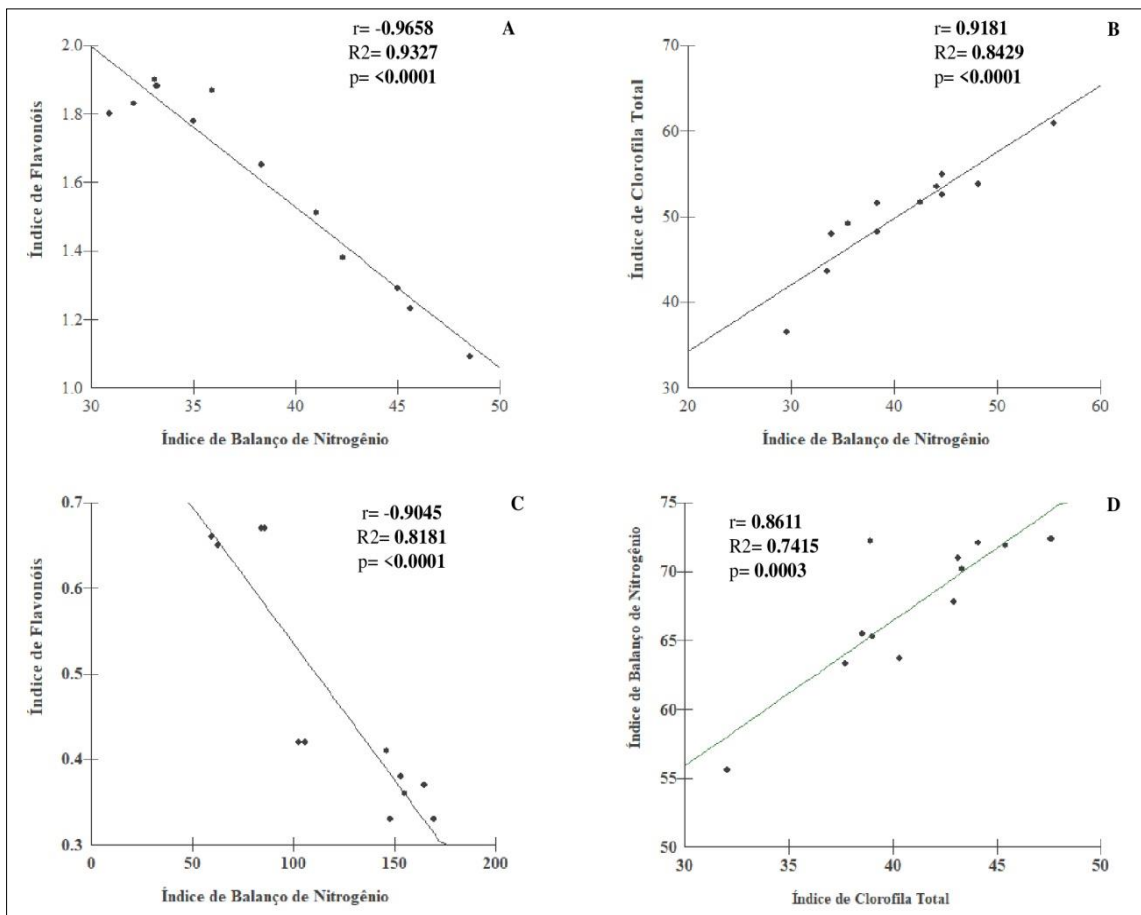 r= -0.9658
R2= 0.9327
p= <0.0001
A
2.0
1.8
1.6
1.4
1.2
1.0
Índice de Flavonóis
30 35 40 45 50
Índice de Balanço de Nitrogênio
r= 0.9181
R2= 0.8429
p= <0.0001
B
70
60
50
40
30
Índice de Clorofila Total
20 30 40 50 60
Índice de Balanço de Nitrogênio
r= -0.9045
R2= 0.8181
p= <0.0001
C
0.7
0.6
0.5
0.4
0.3
Índice de Flavonóis
0 50 100 150 200
Índice de Balanço de Nitrogênio
r= 0.8611
R2= 0.7415
p= 0.0003
D
75
70
65
60
55
50
Índice de Balanço de Nitrogênio
30 35 40 45 50
Índice de Clorofila Total